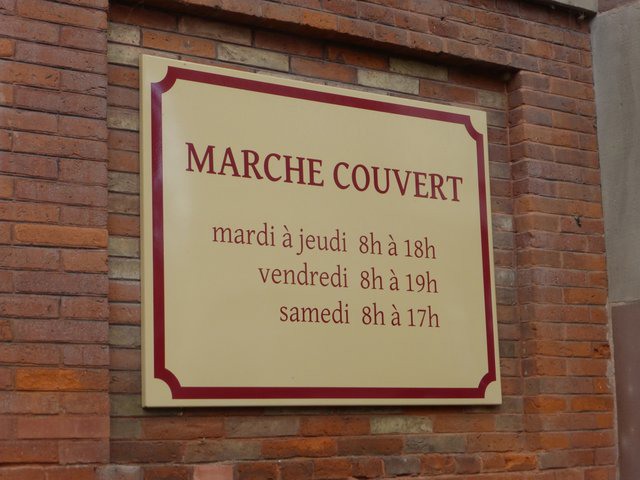 MARCHE COUVERT
mardi à jeudi 8h à 18h
vendredi 8h à 19h
samedi 8h à 17h